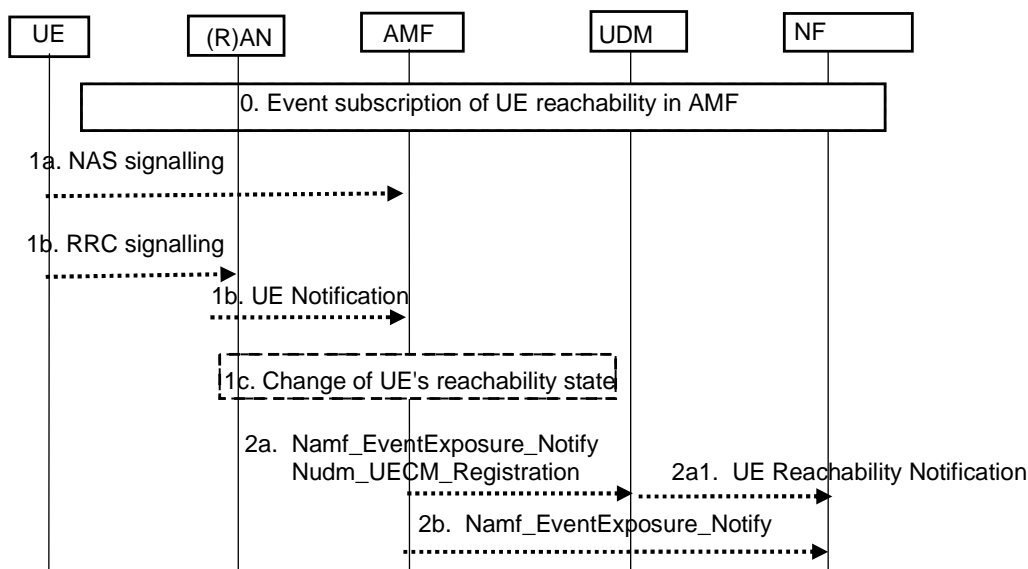 UE
(R)AN
AMF
UDM
NF
0. Event subscription of UE reachability in AMF
1a. NAS signalling
1b. RRC signalling
1b. UE Notification
1c. Change of UE's reachability state
2a.  Namf_EventExposure_Notify
Nudm_UECM_Registration
2a1.  UE Reachability Notification
2b.  Namf_EventExposure_Notify